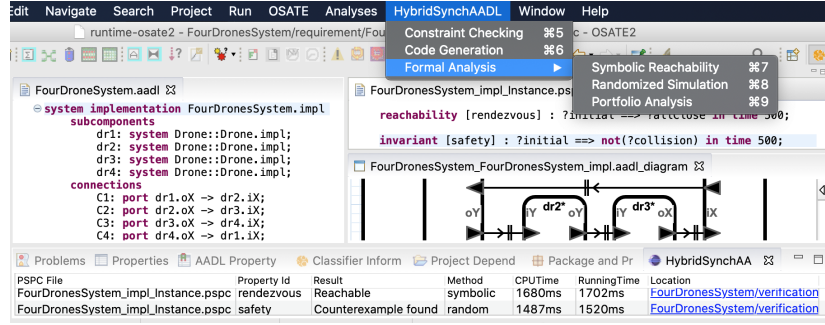 Edit Navigate Search Project Run OSATE Analyses HybridSynchAADL Window Help
runtime-osate2 - FourDronesSystem/requirement/Fou
c - OSATE2
Constraint Checking ⌘5
Code Generation ⌘6
Formal Analysis ▶
Symbolic Reachability ⌘7
Randomized Simulation ⌘8
Portfolio Analysis ⌘9
FourDroneSystem.aadl
system implementation FourDronesSystem.impl
subcomponents
dr1: system Drone::Drone.impl;
dr2: system Drone::Drone.impl;
dr3: system Drone::Drone.impl;
dr4: system Drone::Drone.impl;
connections
C1: port dr1.oX -> dr2.iX;
C2: port dr2.oX -> dr3.iX;
C3: port dr3.oX -> dr4.iX;
C4: port dr4.oX -> dr1.iX;
FourDronesSystem_impl_Instance.ps
reachability [rendezvous] : ?initial ==> ?allClose in time 500;
invariant [safety] : ?initial ==> not(?collision) in time 500;
FourDronesSystem_FourDronesSystem_impl.aadl_diagram
dr2* dr3*
oY iY oY iY oX iX
Problems Properties AADL Property Classifier Inform Project Depend Package and Pr HybridSynchAA
PSPC File Property Id Result Method CPUTime RunningTime Location
FourDronesSystem_impl_Instance.pspc rendezvous Reachable symbolic 1680ms 1702ms FourDronesSystem/verification
FourDronesSystem_impl_Instance.pspc safety Counterexample found random 1487ms 1520ms FourDronesSystem/verification